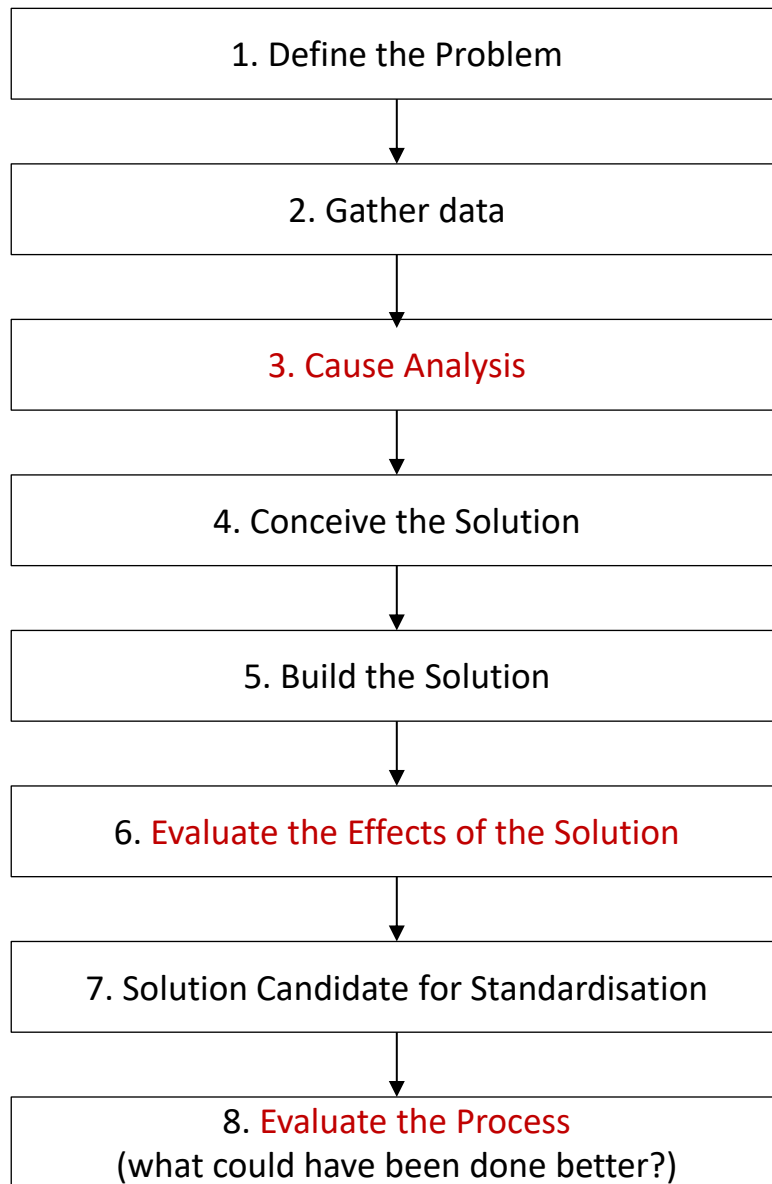 1. Define the Problem
2. Gather data
3. Cause Analysis
4. Conceive the Solution
5. Build the Solution
6. Evaluate the Effects of the Solution
7. Solution Candidate for Standardisation
8. Evaluate the Process
(what could have been done better?)